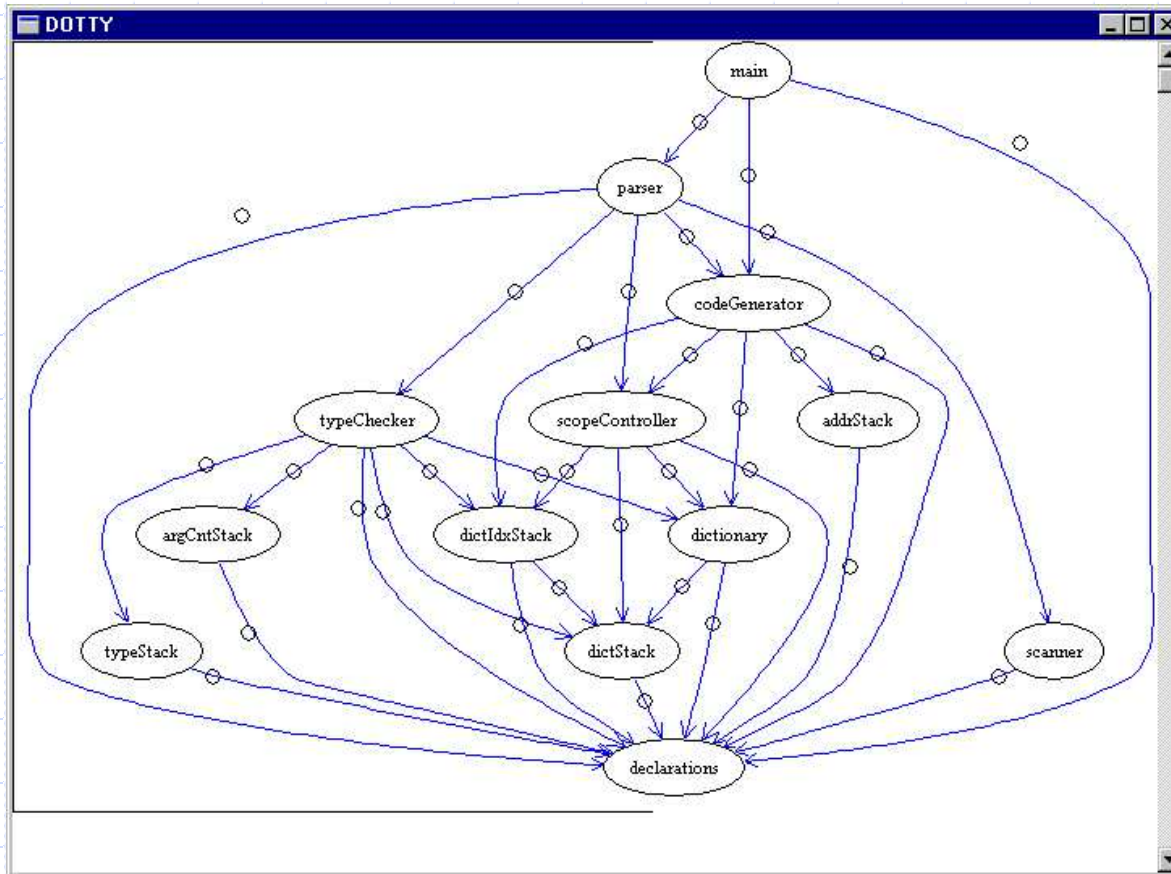 DOTTY
main
parser
codeGenerator
typeChecker
scopeController
addrStack
argCntStack
dictIdxStack
dictionary
typeStack
dictStack
scanner
declarations